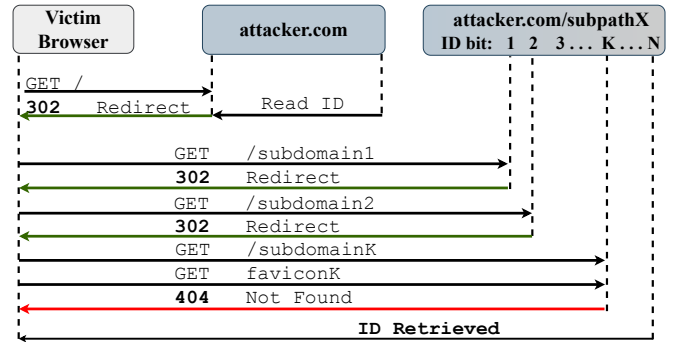 Victim
Browser
attacker.com
attacker.com/subpathX
ID bit: 1 2 3 . . . K . . . N
GET /
302 Redirect
Read ID
GET /subdomain1
302 Redirect
GET /subdomain2
302 Redirect
GET /subdomainK
GET faviconK
404 Not Found
ID Retrieved